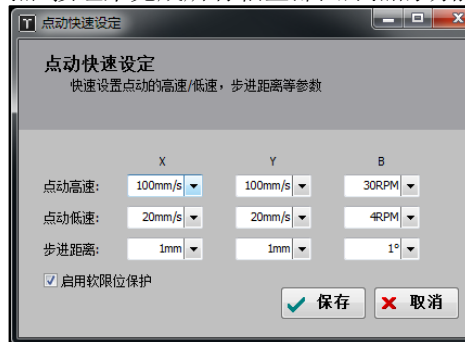 点动快速设定
点动快速设定
快速设置点动的高速/低速，步进距离等参数
X Y B
点动高速: 100mm/s 100mm/s 30RPM
点动低速: 20mm/s 20mm/s 4RPM
步进距离: 1mm 1mm 1°
启用软限位保护
保存 取消